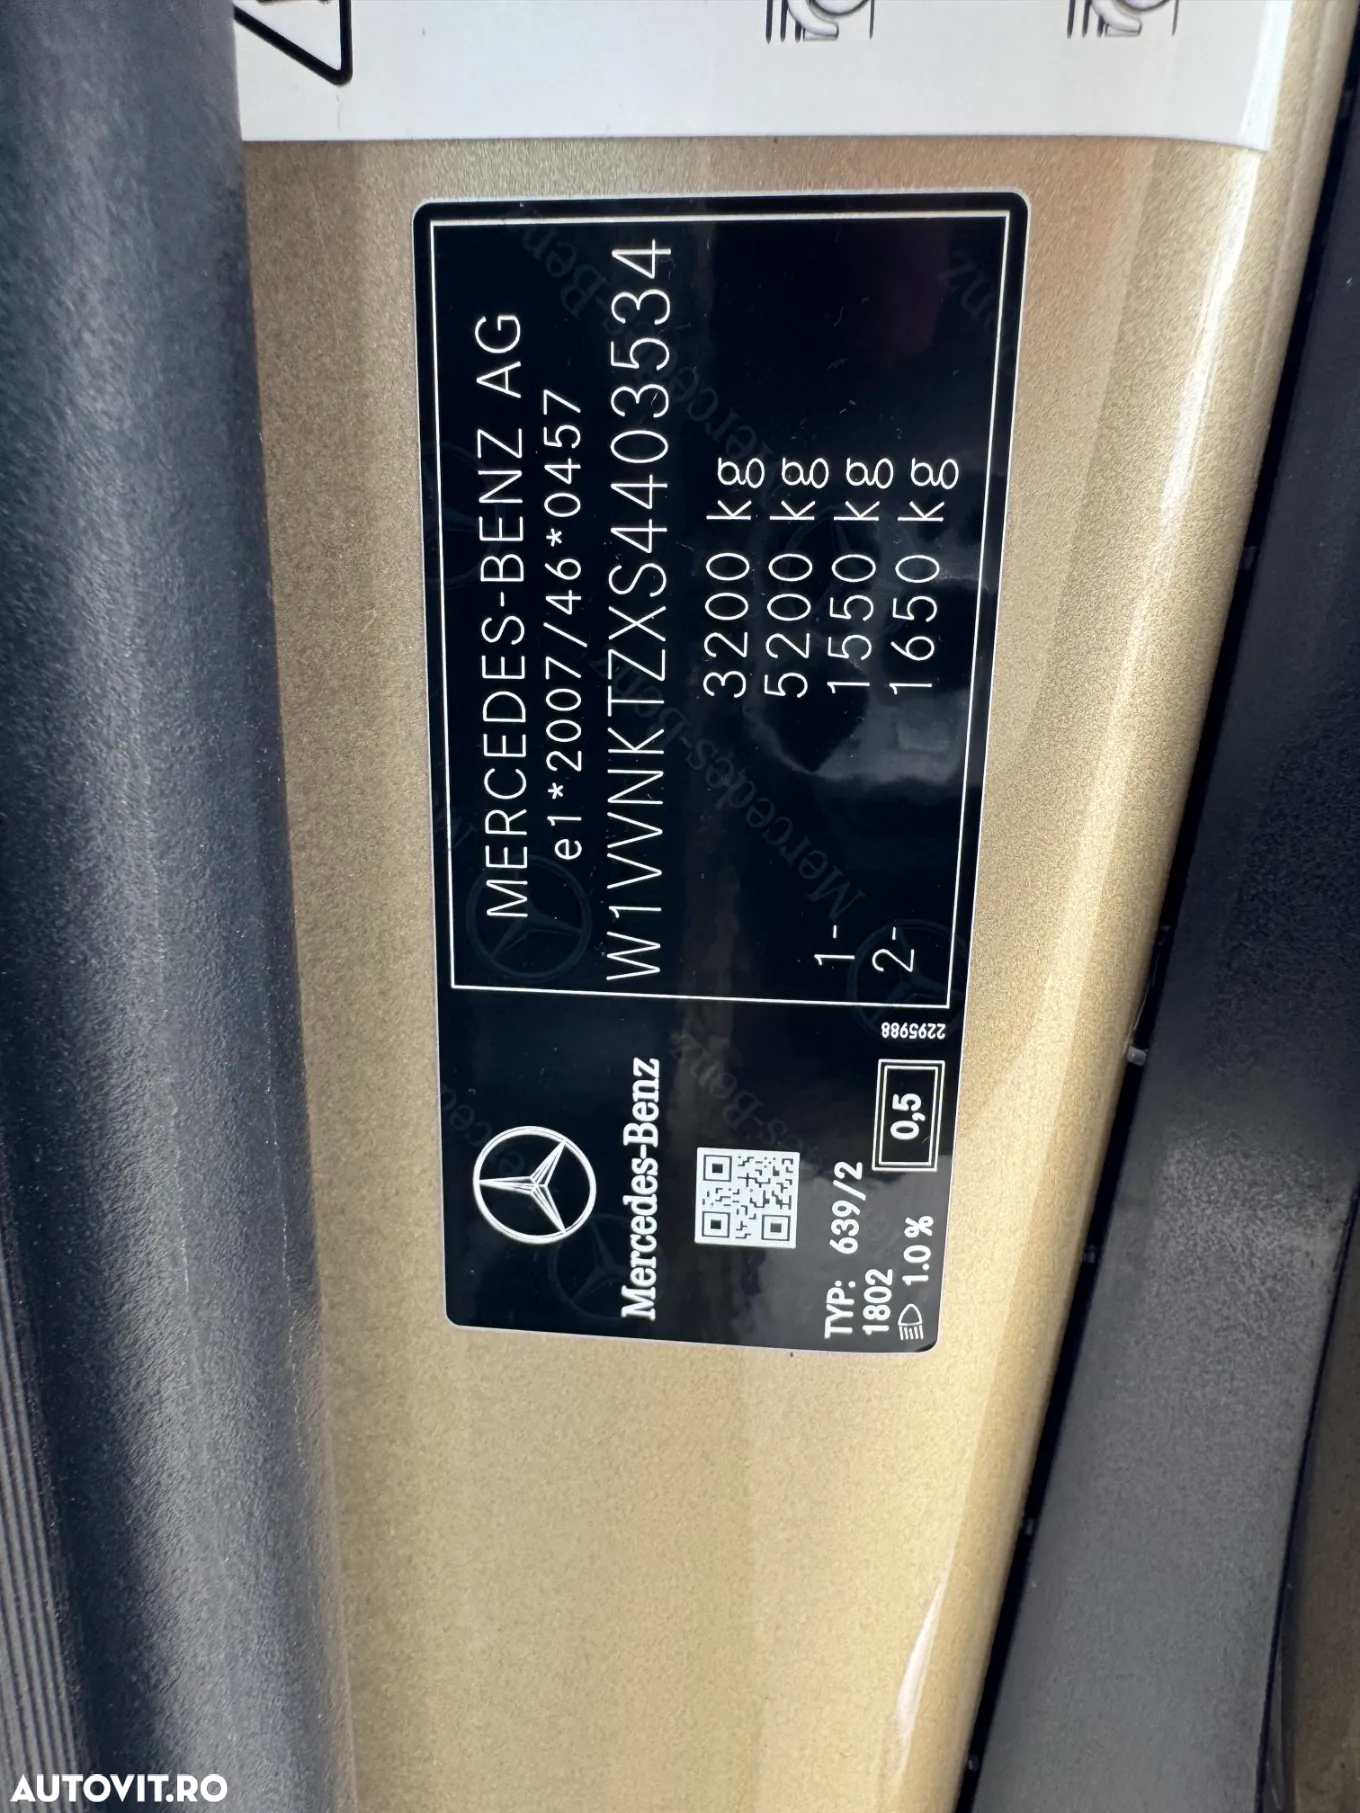 MERCEDES-BENZ AG
e1*2007/46*0457
W1VVNKTZXS4403534
3200 kg
5200 kg
1- 1550 kg
2- 1650 kg
Mercedes-Benz
TYP: 639/2
1802
1.0%
0,5
2295988
AUTOVIT.RO